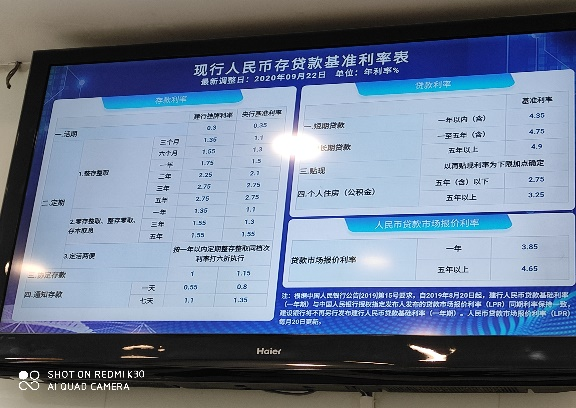 现行人民币存贷款基准利率表
最新调整日：2020年09月22日 单位：年利率%
存款利率
建行挂牌利率 央行基准利率
一.活期 0.3 0.35
三个月 1.35 1.1
六个月 1.55 1.3
一年 1.75 1.5
1.整存整取 二年 2.25 2.1
三年 2.75 2.75
五年 2.75 2.75
二.定期
2.零存整取、整存零取、存本取息
一年 1.35 1.1
三年 1.55 1.3
五年 1.55
3.定活两便 按一年以内定期整存整取同档次利率打六折执行
协定存款 1 1.15
四.通知存款 一天 0.55 0.8
七天 1.1 1.35
贷款利率
基准利率
一.短期贷款 一年以内（含） 4.35
一至五年（含） 4.75
长期贷款 五年以上 4.9
三.贴现 以再贴现利率为下限加点确定
四.个人住房（公积金） 五年（含）以下 2.75
五年以上 3.25
人民币贷款市场报价利率
贷款市场报价利率 一年 3.85
五年以上 4.65
注：根据中国人民银行公告[2019]第15号要求，自2019年8月20日起，建行人民币贷款基础利率
（一年期）与中国人民银行授权指定发布人发布的贷款市场报价利率（LPR）同期利率保持一致，
建设银行将不再另行发布建行人民币贷款基础利率（一年期）。人民币贷款市场报价利率（LPR）
每月20日更新。
Haier
SHOT ON REDMI K30
AI QUAD CAMERA